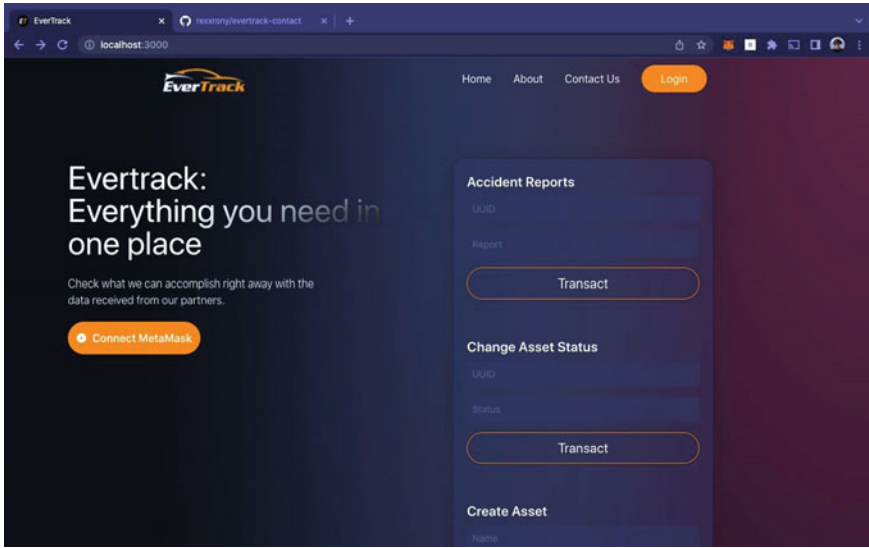 EverTrack
rexxrony/evertrack-contact
localhost:3000
EverTrack
Home About Contact Us Login
Evertrack:
Everything you need in
one place
Check what we can accomplish right away with the
data received from our partners.
Connect MetaMask
Accident Reports
UUID
Report
Transact
Change Asset Status
UUID
Status
Transact
Create Asset
Name